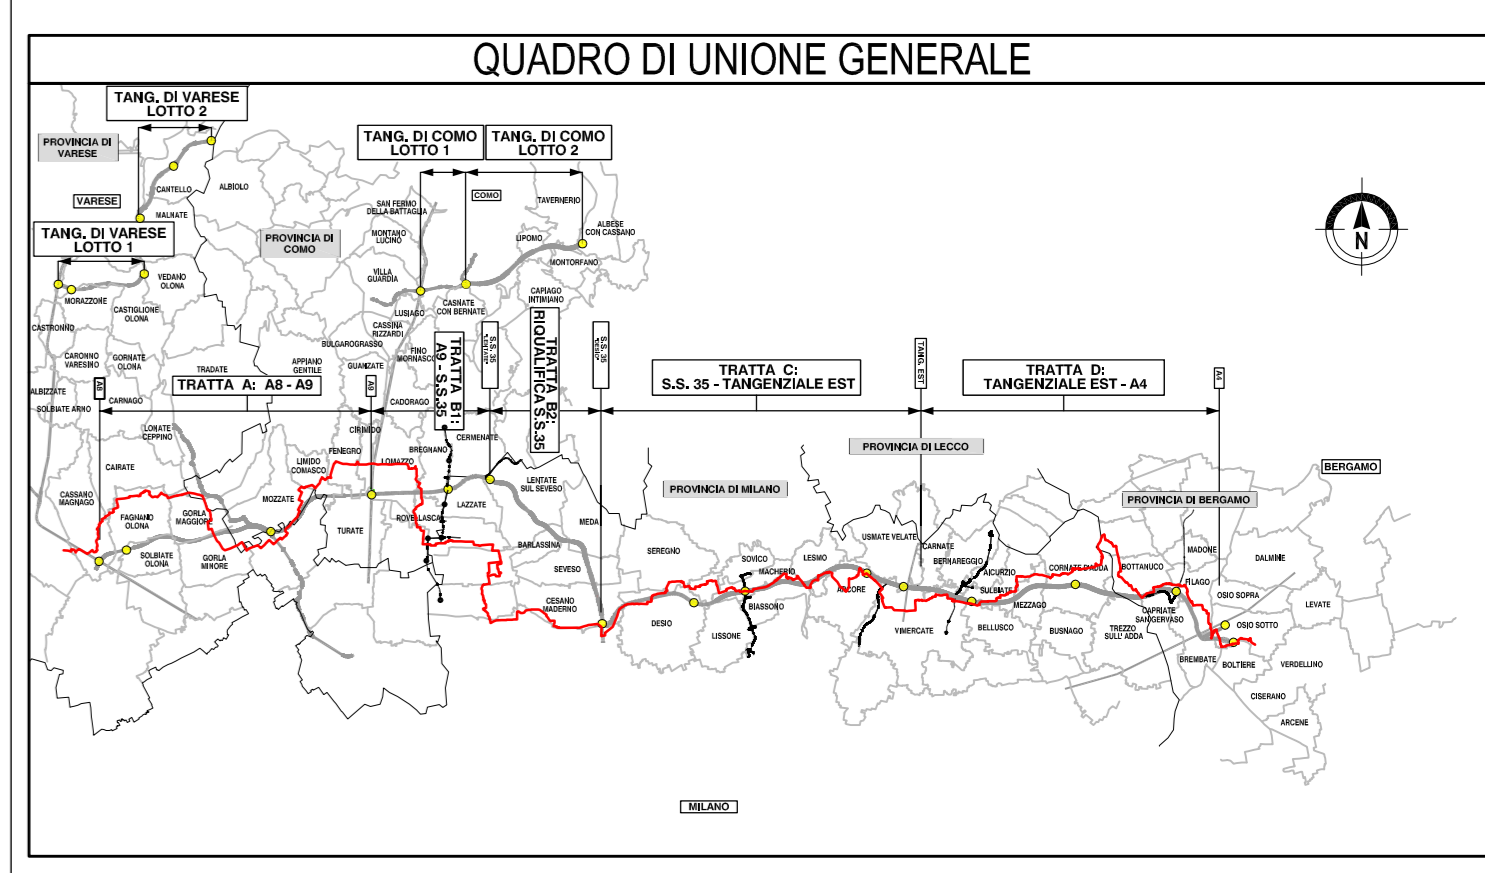 QUADRO DI UNIONE GENERALE
TANG. DI VARESE
LOTTO 2
PROVINCIA DI
VARESE
TANG. DI COMO
LOTTO 1
TANG. DI COMO
LOTTO 2
CANTELLO
ALBIOLO
VARESE
MALNATE
COMO
TAVERNERIO
SAN FERMO
DELLA BATTAGLIA
TANG. DI VARESE
LOTTO 1
PROVINCIA DI
COMO
MONTANO
LUCINO
LIPOMO
ALBESE
CON CASSANO
N
MONTORFANO
VEDANO
OLONA
VILLA
GUARDIA
MORAZZONE
CASTIGLIONE
OLONA
LUISAGO
CASNATE
CON BERNATE
CAPIAGO
INTIMIANO
CASTRONNO
CASSINA
RIZZARDI
BULGAROGRASSO
FINO
MORNASCO
CARONNO
VARESINO
GORNATE
OLONA
TRADATE
APPIANO
GENTILE
GUANZATE
TRATTA B1:
A9 - S.S.35
S.S. 35
"LENTATE"
TRATTA B2:
RIQUALIFICA S.S.35
S.S. 35
"DESIO"
TRATTA C:
S.S. 35 - TANGENZIALE EST
TANG. EST
TRATTA D:
TANGENZIALE EST - A4
A4
ALBIZZATE
A8
TRATTA A: A8 - A9
A9
SOLBIATE ARNO
CARNAGO
CADORAGO
LONATE
CEPPINO
CIRIMIDO
CERMENATE
FENEGRO
BREGNANO
PROVINCIA DI LECCO
CAIRATE
LIMIDO
COMASCO
LOMAZZO
BERGAMO
CASSANO
MAGNAGO
MOZZATE
LAZZATE
LENTATE
SUL SEVESO
PROVINCIA DI MILANO
PROVINCIA DI BERGAMO
FAGNANO
OLONA
GORLA
MAGGIORE
TURATE
ROVELLASCA
MEDA
BARLASSINA
SEREGNO
USMATE VELATE
CARNATE
MADONE
SOLBIATE
OLONA
GORLA
MINORE
SEVESO
SOVICO
MACHERIO
LESMO
BERNAREGGIO
AICURZIO
CORNATE D'ADDA
BOTTANUCO
DALMINE
FILAGO
CESANO
MADERNO
BIASSONO
ARCORE
SULBIATE
MEZZAGO
CAPRIATE
SANGERVASO
OSIO SOPRA
LEVATE
DESIO
LISSONE
VIMERCATE
BELLUSCO
BUSNAGO
TREZZO
SULL' ADDA
OSIO SOTTO
BREMBATE
BOLTIERE
VERDELLINO
CISERANO
ARCENE
MILANO